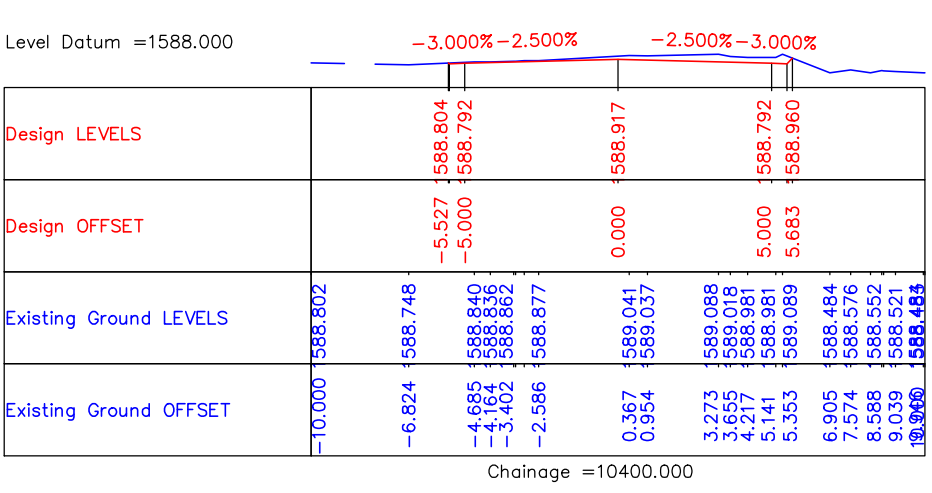 Level Datum =1588.000
-3.000% -2.500% -2.500% -3.000%
Design LEVELS
1588.804 1588.792 1588.917 1588.792 1588.960
Design OFFSET
-5.527 -5.000 0.000 5.000 5.683
Existing Ground LEVELS
1588.802 1588.748 1588.840 1588.836 1588.862 1588.877 1589.041 1589.037 1589.088 1589.018 1588.981 1588.981 1589.089 1588.484 1588.576 1588.552 1588.521
Existing Ground OFFSET
-10.000 -6.824 -4.685 -4.164 -3.402 -2.586 0.367 0.954 3.273 3.655 4.217 5.141 5.353 6.905 7.574 8.588 9.039
Chainage =10400.000